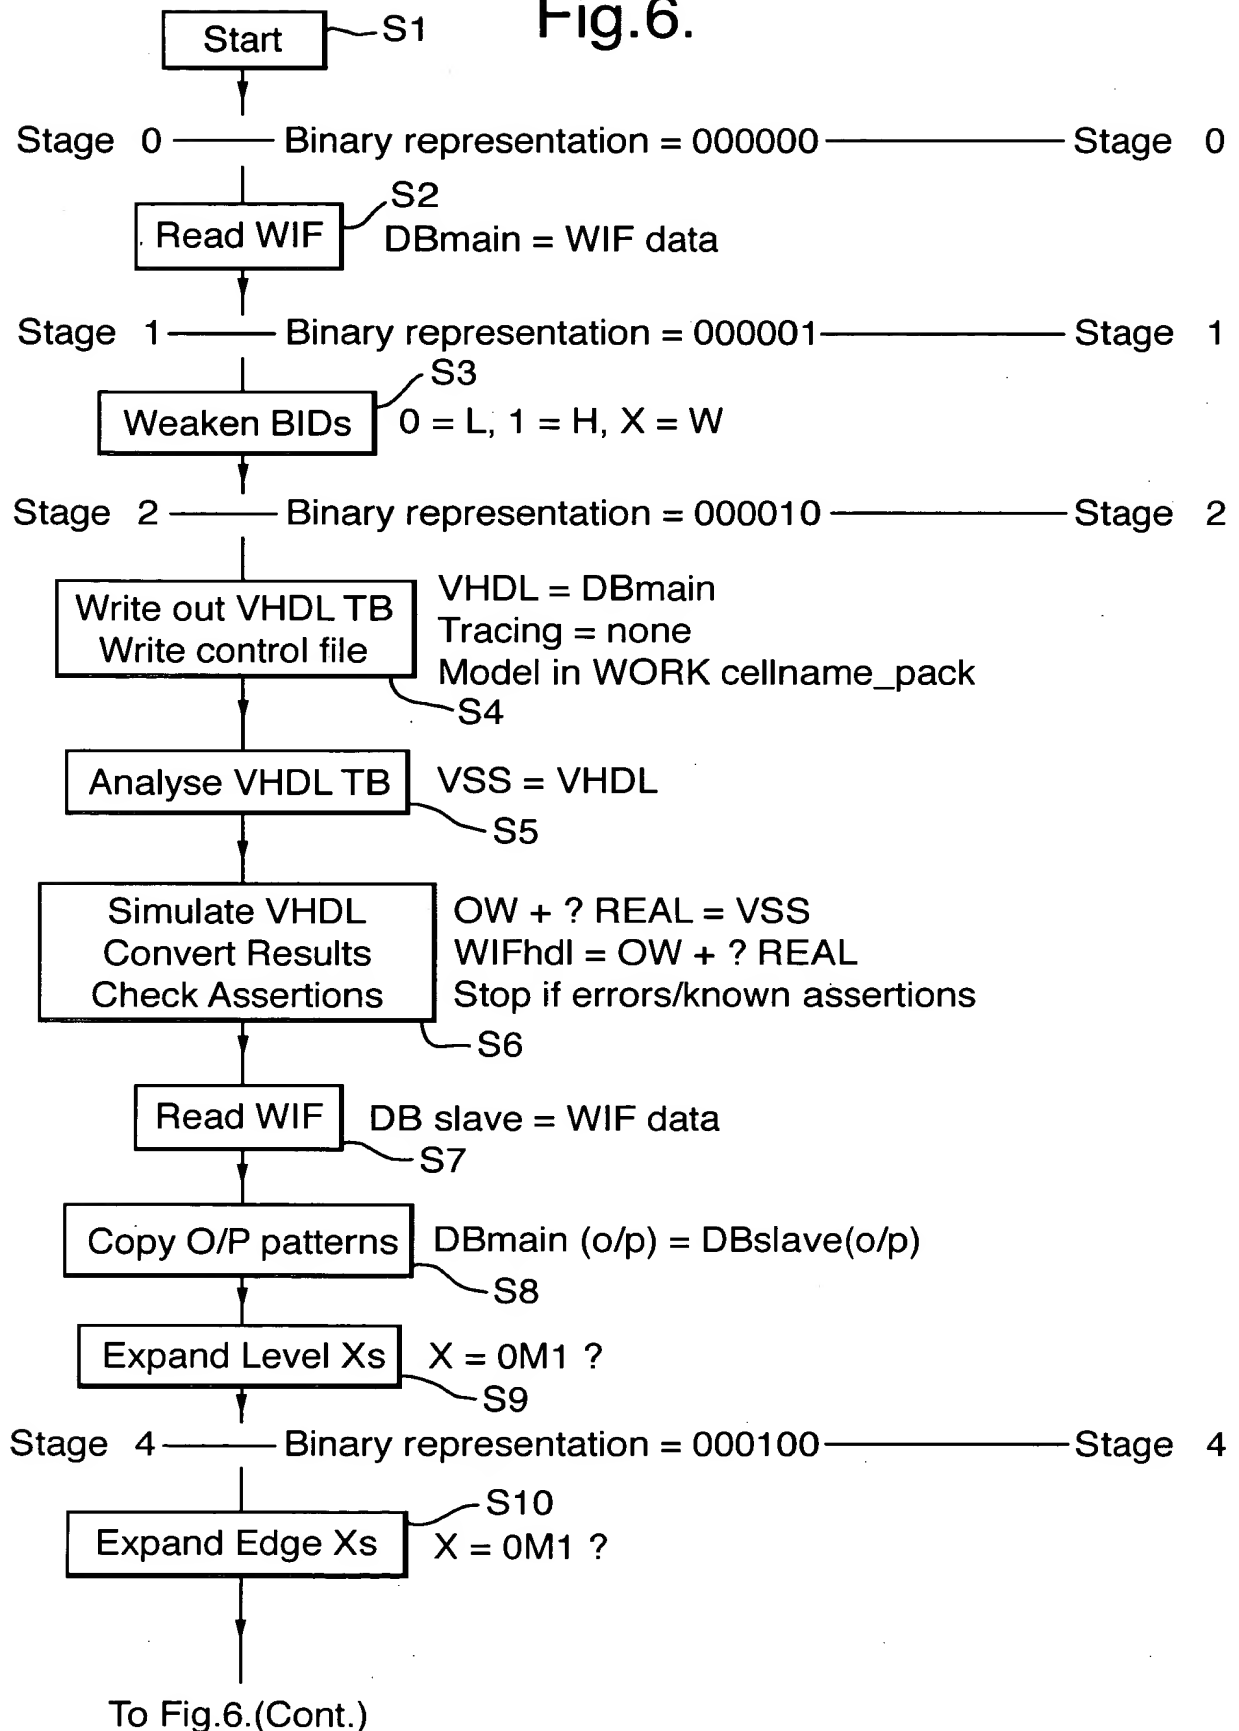 Fig.6.
Start S1
Stage 0 Binary representation = 000000 Stage 0
S2
Read WIF DBmain = WIF data
Stage 1 Binary representation = 000001 Stage 1
S3
Weaken BIDs 0 = L, 1 = H, X = W
Stage 2 Binary representation = 000010 Stage 2
Write out VHDL TB
Write control file
VHDL = DBmain
Tracing = none
Model in WORK cellname_pack
S4
Analyse VHDL TB VSS = VHDL
S5
Simulate VHDL
Convert Results
Check Assertions
OW + ? REAL = VSS
WIFhdl = OW + ? REAL
Stop if errors/known assertions
S6
Read WIF DB slave = WIF data
S7
Copy O/P patterns DBmain (o/p) = DBslave(o/p)
S8
Expand Level Xs X = 0M1 ?
S9
Stage 4 Binary representation = 000100 Stage 4
S10
Expand Edge Xs X = 0M1 ?
To Fig.6.(Cont.)